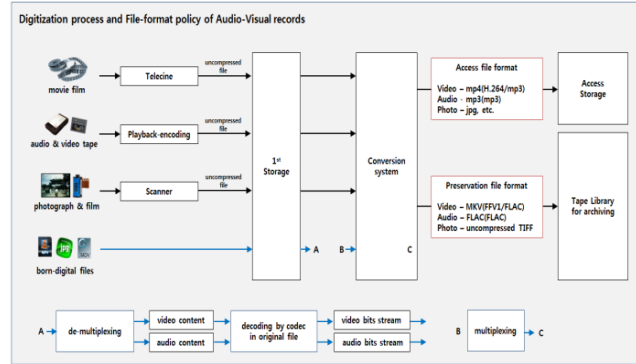 Digitization process and File-format policy of Audio-Visual records
movie film
Telecine
uncompressed
file
audio & video tape
Playback-encoding
uncompressed
file
photograph & film
Scanner
uncompressed
file
born-digital files
JPG
MOV
1st
Storage
A
B
Conversion
system
C
Access file format
Video – mp4(H.264/mp3)
Audio - mp3(mp3)
Photo – jpg, etc.
Access
Storage
Preservation file format
Video – MKV(FFV1/FLAC)
Audio – FLAC(FLAC)
Photo – uncompressed TIFF
Tape Library
for archiving
A
de-multiplexing
video content
audio content
decoding by codec
in original file
video bits stream
audio bits stream
B
multiplexing
C